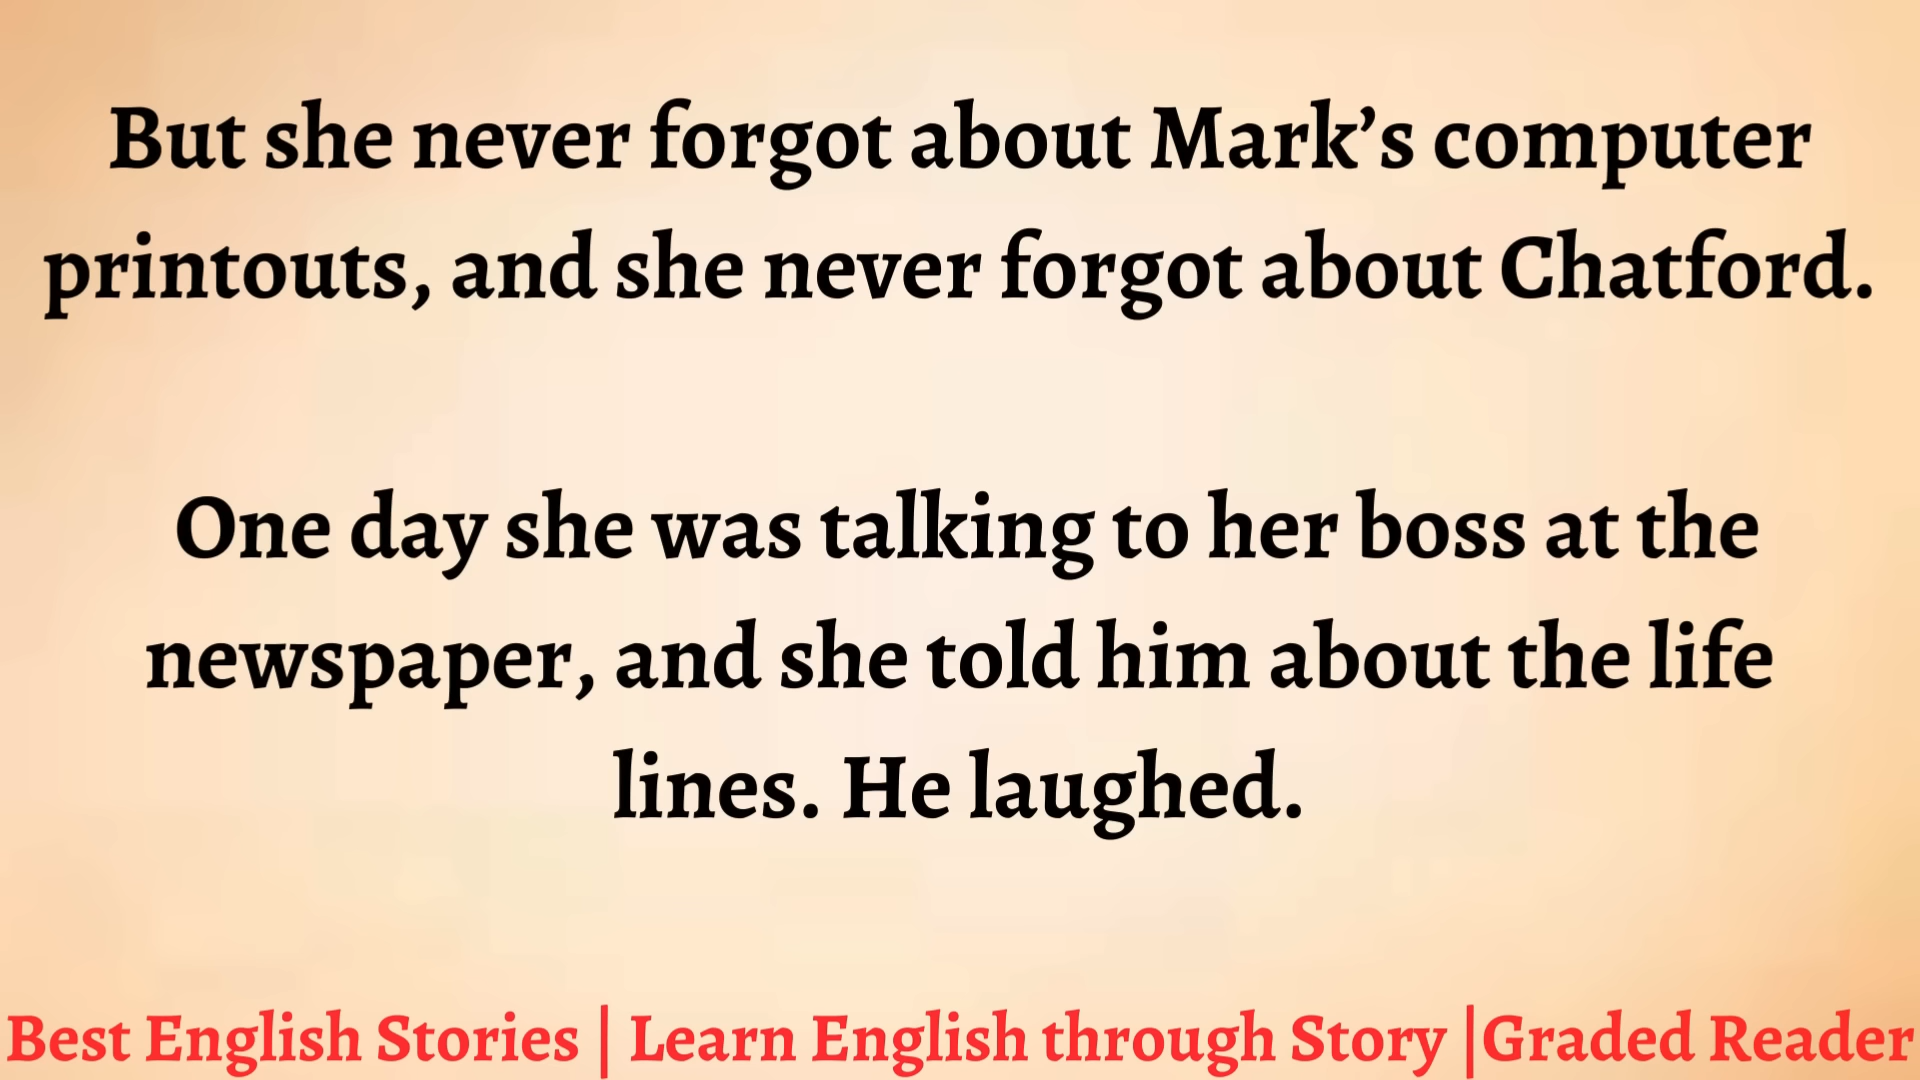 But she never forgot about Mark’s computer
printouts, and she never forgot about Chatford.
One day she was talking to her boss at the
newspaper, and she told him about the life
lines. He laughed.
Best English Stories | Learn English through Story |Graded Reader